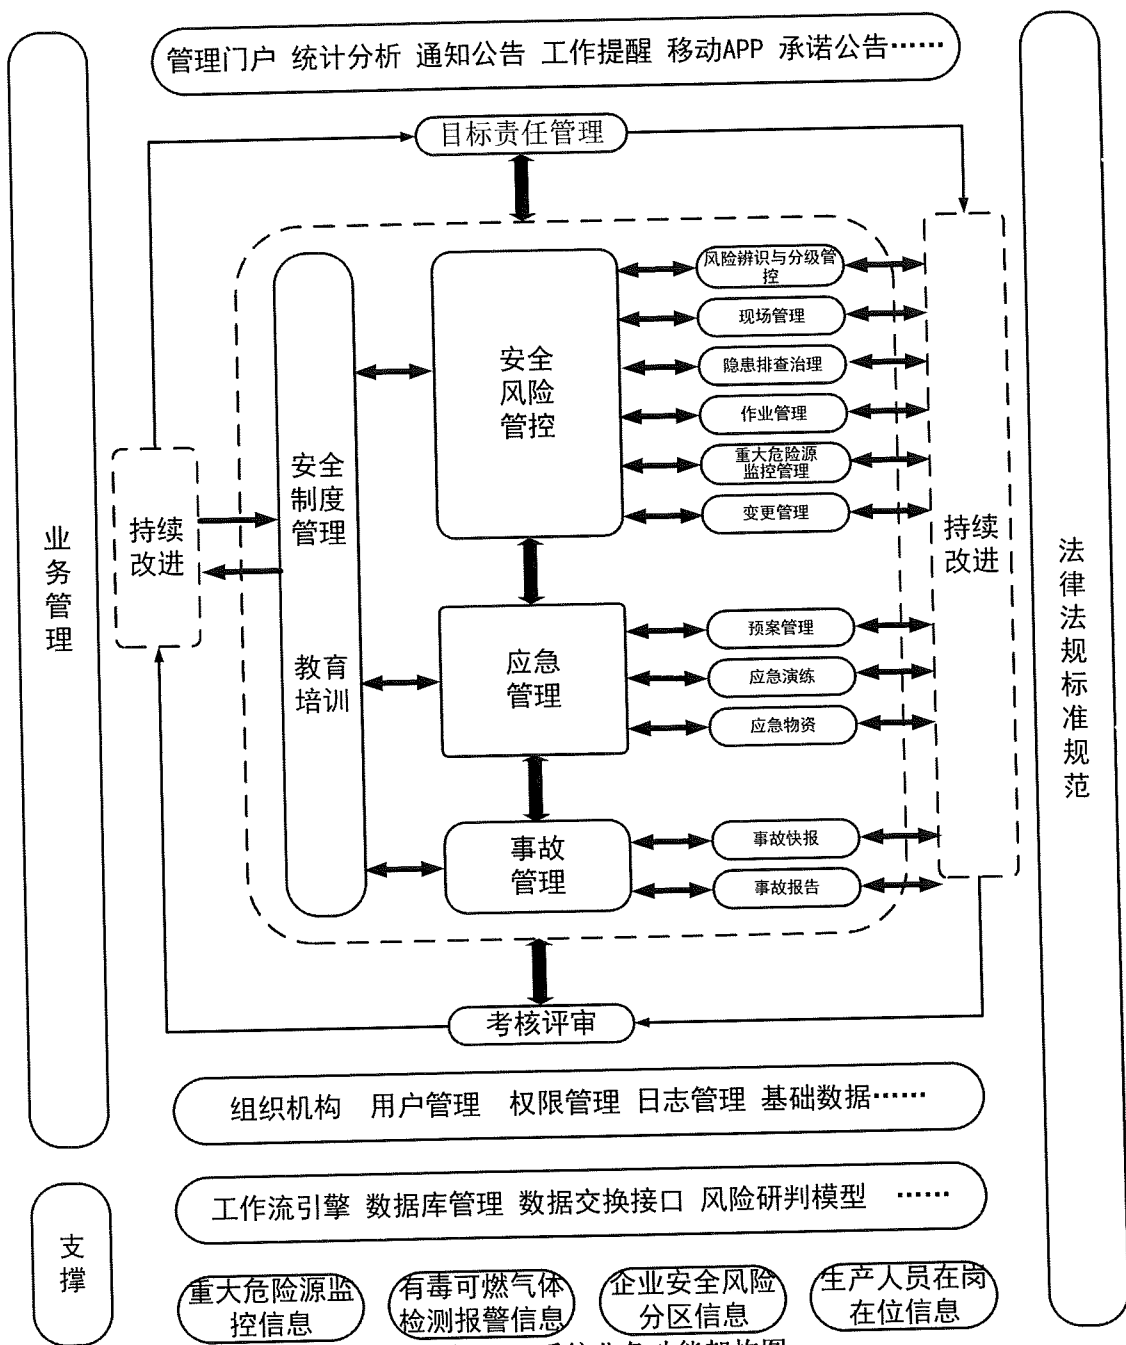 管理门户 统计分析 通知公告 工作提醒 移动APP 承诺公告……
目标责任管理
风险辨识与分级管
控
现场管理
隐患排查治理
作业管理
重大危险源
监控管理
变更管理
安全
风险
管控
安全
制度
管理
教育
培训
持续
改进
持续
改进
业务管理
法律法规标准规范
应急
管理
预案管理
应急演练
应急物资
事故
管理
事故快报
事故报告
考核评审
组织机构 用户管理 权限管理 日志管理 基础数据……
工作流引擎 数据库管理 数据交换接口 风险研判模型 ……
支撑
重大危险源监
控信息
有毒可燃气体
检测报警信息
企业安全风险
分区信息
生产人员在岗
在位信息